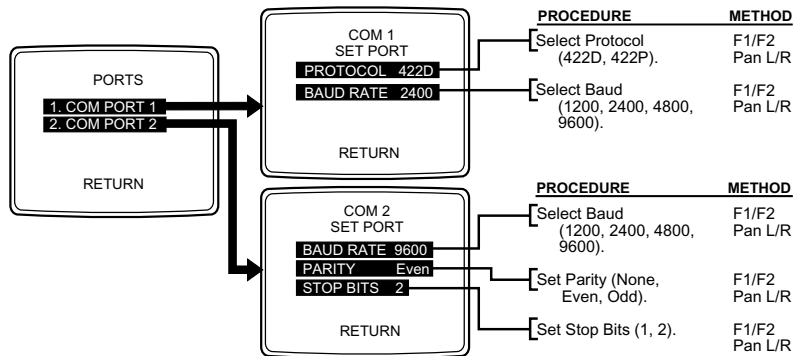 PORTS
1. COM PORT 1
2. COM PORT 2
RETURN
COM 1
SET PORT
PROTOCOL 422D
BAUD RATE 2400
RETURN
PROCEDURE METHOD
Select Protocol F1/F2
(422D, 422P). Pan L/R
Select Baud F1/F2
(1200, 2400, 4800, Pan L/R
9600).
COM 2
SET PORT
BAUD RATE 9600
PARITY Even
STOP BITS 2
RETURN
PROCEDURE METHOD
Select Baud F1/F2
(1200, 2400, 4800, Pan L/R
9600).
Set Parity (None, F1/F2
Even, Odd). Pan L/R
Set Stop Bits (1, 2). F1/F2
Pan L/R